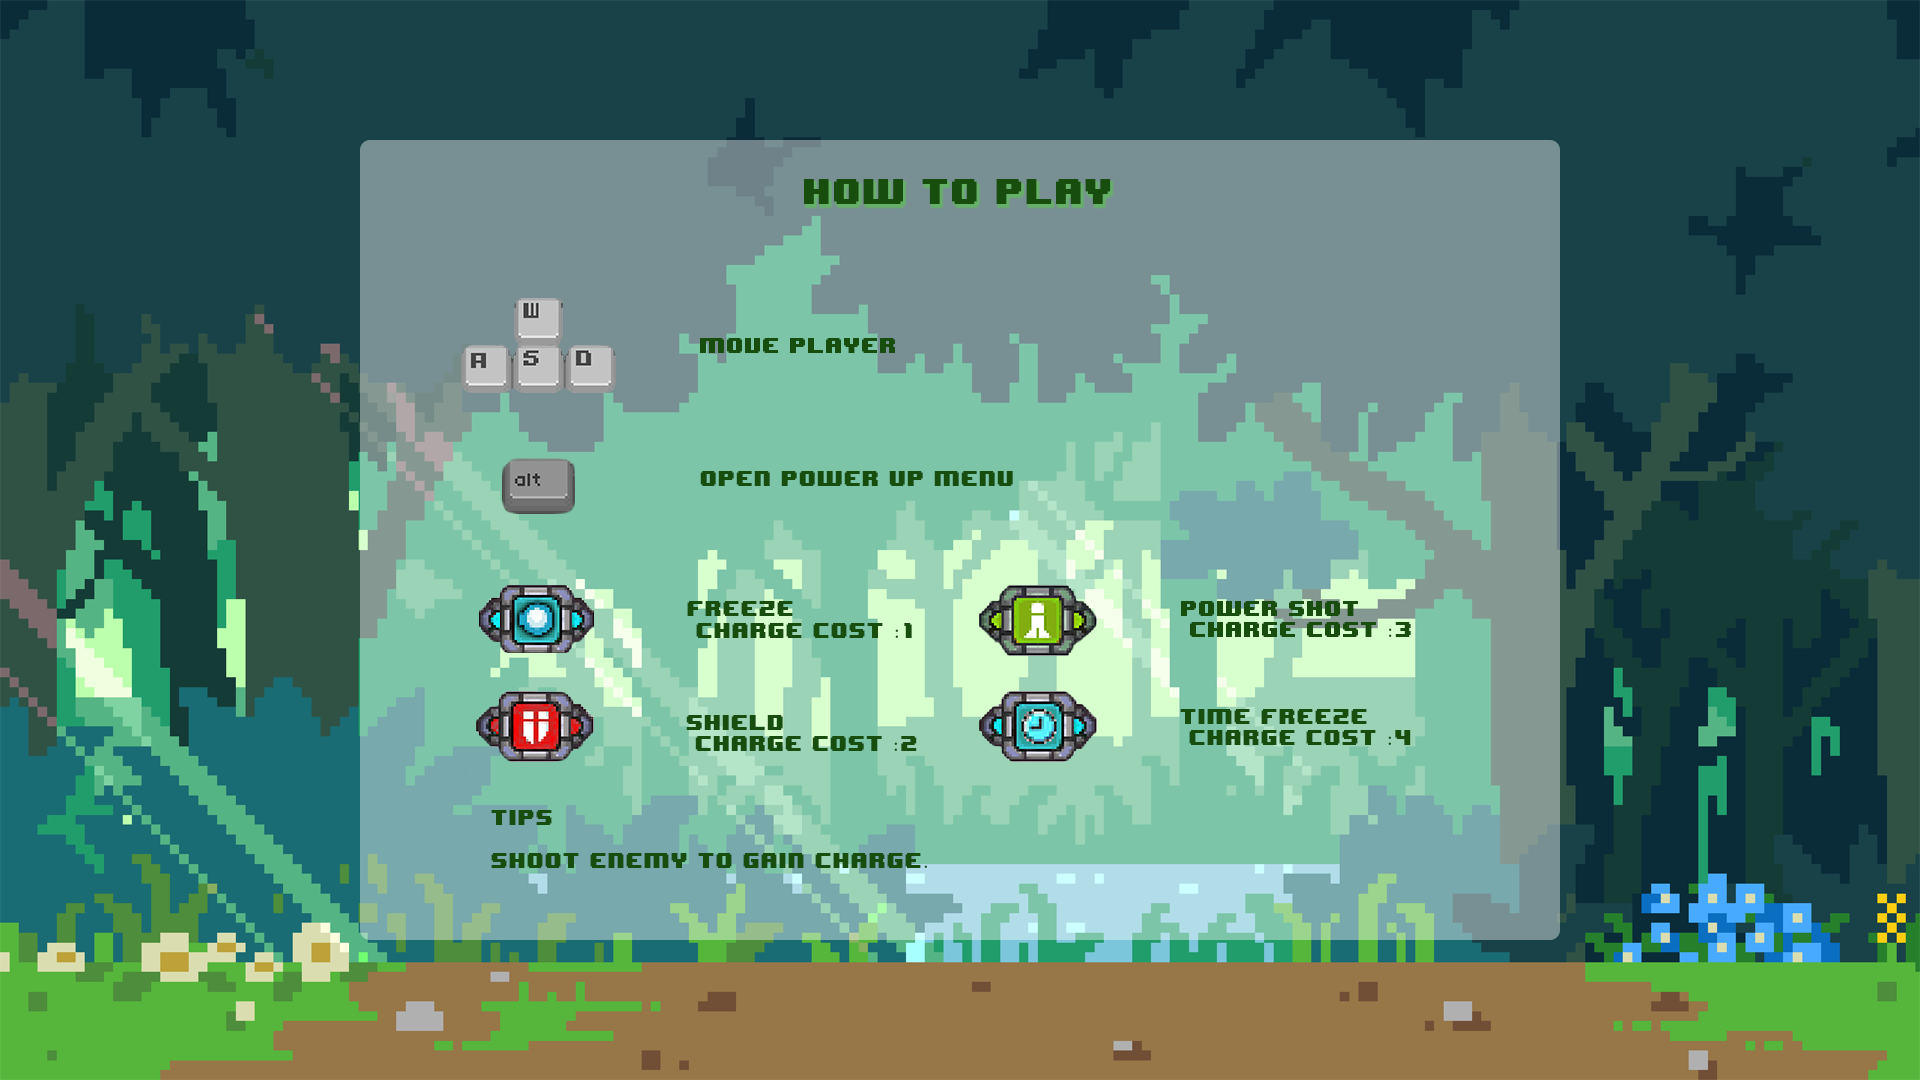 HOW TO PLAY
W
A S D
MOVE PLAYER
alt
OPEN POWER UP MENU
FREEZE
CHARGE COST :1
POWER SHOT
CHARGE COST :3
SHIELD
CHARGE COST :2
TIME FREEZE
CHARGE COST :4
TIPS
SHOOT ENEMY TO GAIN CHARGE.